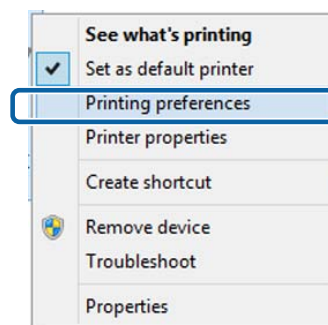 See what's printing
Set as default printer
Printing preferences
Printer properties
Create shortcut
Remove device
Troubleshoot
Properties